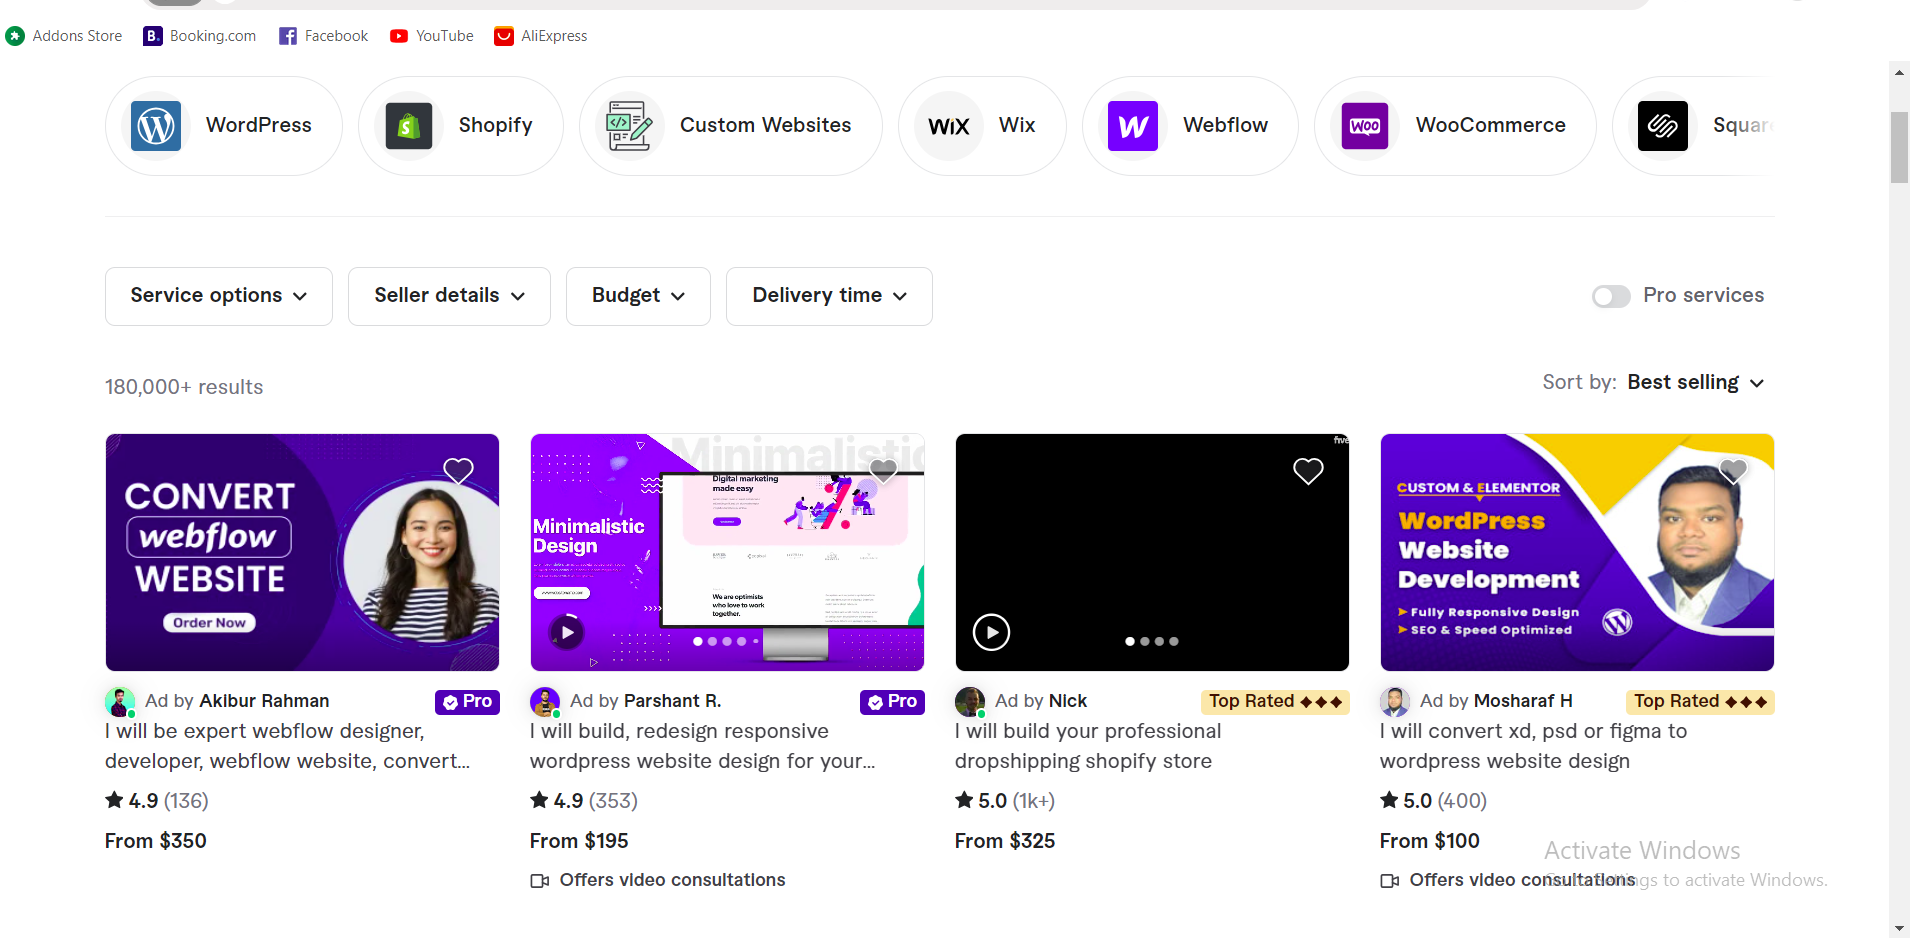 Addons Store
B. Booking.com
Facebook
YouTube
AliExpress
WordPress
Shopify
Custom Websites
WIX Wix
Webflow
WOO WooCommerce
Squar
Service options
Seller details
Budget
Delivery time
Pro services
180,000+ results
Sort by: Best selling
CONVERT
webflow
WEBSITE
Order Now
Minimalistic
Digital marketing
made easy
Minimalistic
Design
We are optimists
who love to work
together.
five
CUSTOM & ELEMENTOR
WordPress
Website
Development
Fully Responsive Design
SEO & Speed Optimized
Ad by Akibur Rahman
Pro
I will be expert webflow designer,
developer, webflow website, convert...
4.9 (136)
From $350
Ad by Parshant R.
Pro
I will build, redesign responsive
wordpress website design for your...
4.9 (353)
From $195
Offers video consultations
Ad by Nick
Top Rated
I will build your professional
dropshipping shopify store
5.0 (1k+)
From $325
Ad by Mosharaf H
Top Rated
I will convert xd, psd or figma to
wordpress website design
5.0 (400)
From $100
Offers video consultations
Activate Windows
Go to Settings to activate Windows.